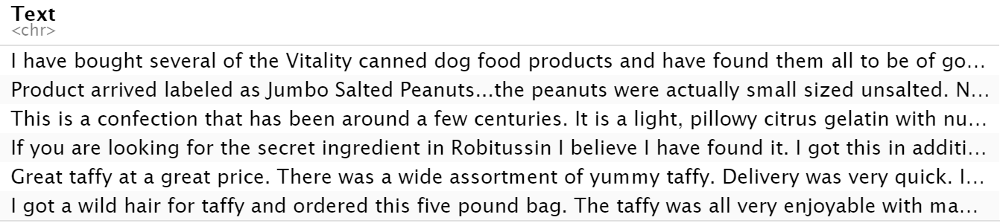 Text
<chr>
I have bought several of the Vitality canned dog food products and have found them all to be of go...
Product arrived labeled as Jumbo Salted Peanuts...the peanuts were actually small sized unsalted. N...
This is a confection that has been around a few centuries. It is a light, pillowy citrus gelatin with nu...
If you are looking for the secret ingredient in Robitussin I believe I have found it. I got this in additi...
Great taffy at a great price. There was a wide assortment of yummy taffy. Delivery was very quick. I...
I got a wild hair for taffy and ordered this five pound bag. The taffy was all very enjoyable with ma...